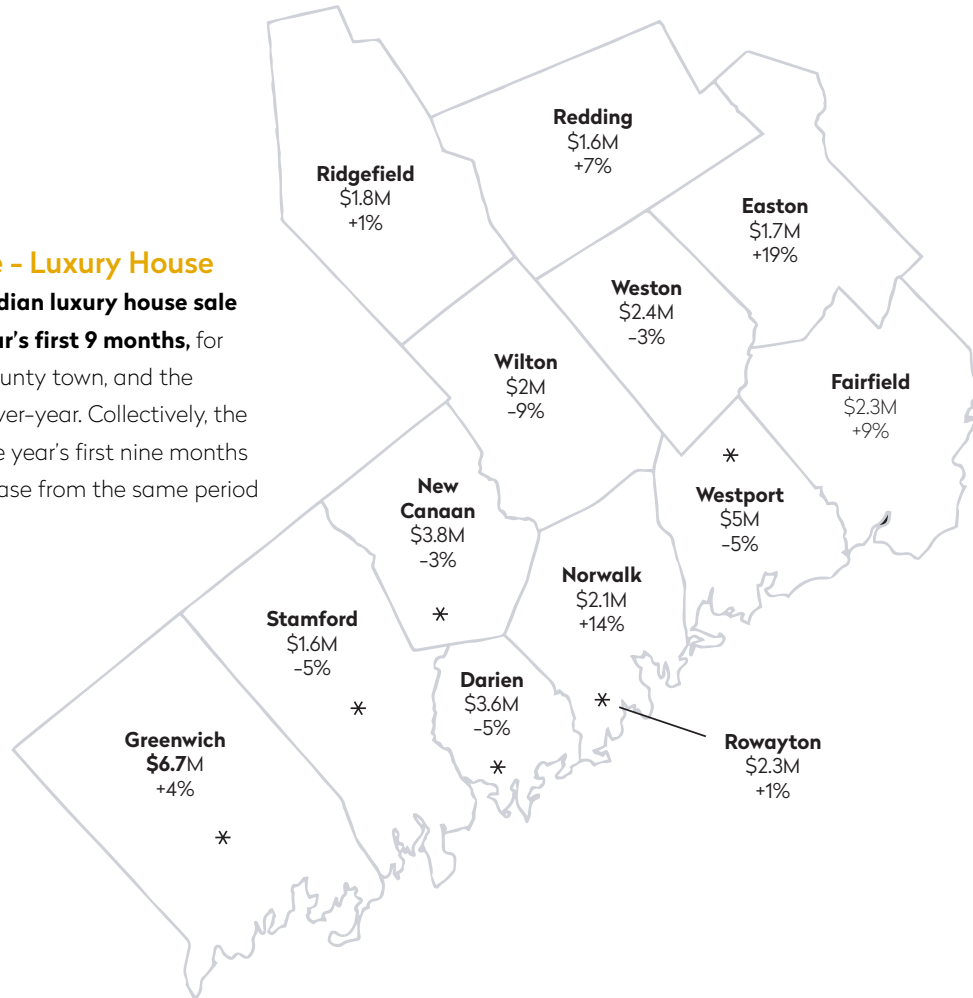 - Luxury House
dian luxury house sale
r's first 9 months, for
unty town, and the
ver-year. Collectively, the
e year's first nine months
ase from the same period
Redding
$1.6M
+7%
Ridgefield
$1.8M
+1%
Easton
$1.7M
+19%
Weston
$2.4M
-3%
Wilton
$2M
-9%
Fairfield
$2.3M
+9%
*
New
Canaan
$3.8M
-3%
*
Westport
$5M
-5%
Norwalk
$2.1M
+14%
*
Stamford
$1.6M
-5%
*
Darien
$3.6M
-5%
*
Greenwich
$6.7M
+4%
*
Rowayton
$2.3M
+1%